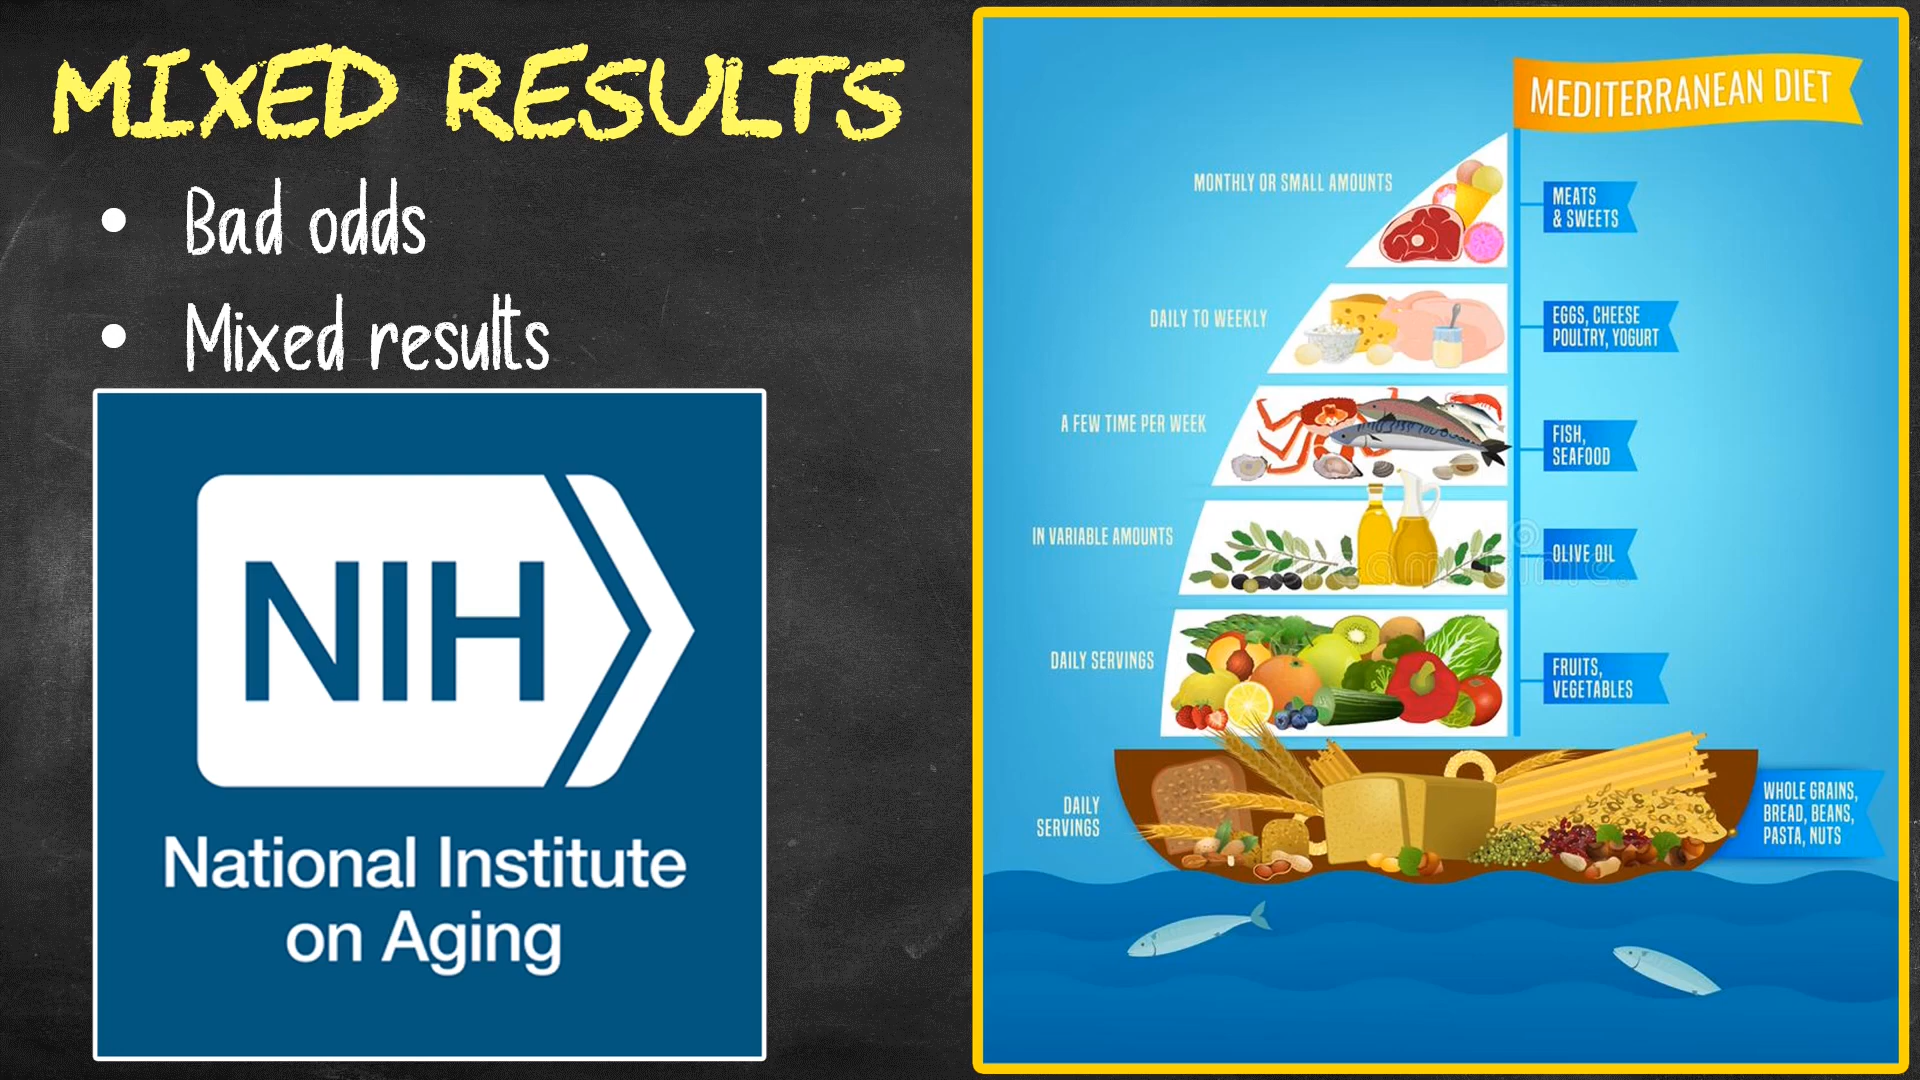 MIXED RESULTS
• Bad odds
• Mixed results
NIH
National Institute
on Aging
MEDITERRANEAN DIET
MONTHLY OR SMALL AMOUNTS
MEATS
& SWEETS
DAILY TO WEEKLY
EGGS, CHEESE
POULTRY, YOGURT
A FEW TIME PER WEEK
FISH,
SEAFOOD
IN VARIABLE AMOUNTS
OLIVE OIL
DAILY SERVINGS
FRUITS,
VEGETABLES
DAILY
SERVINGS
WHOLE GRAINS,
BREAD, BEANS,
PASTA, NUTS